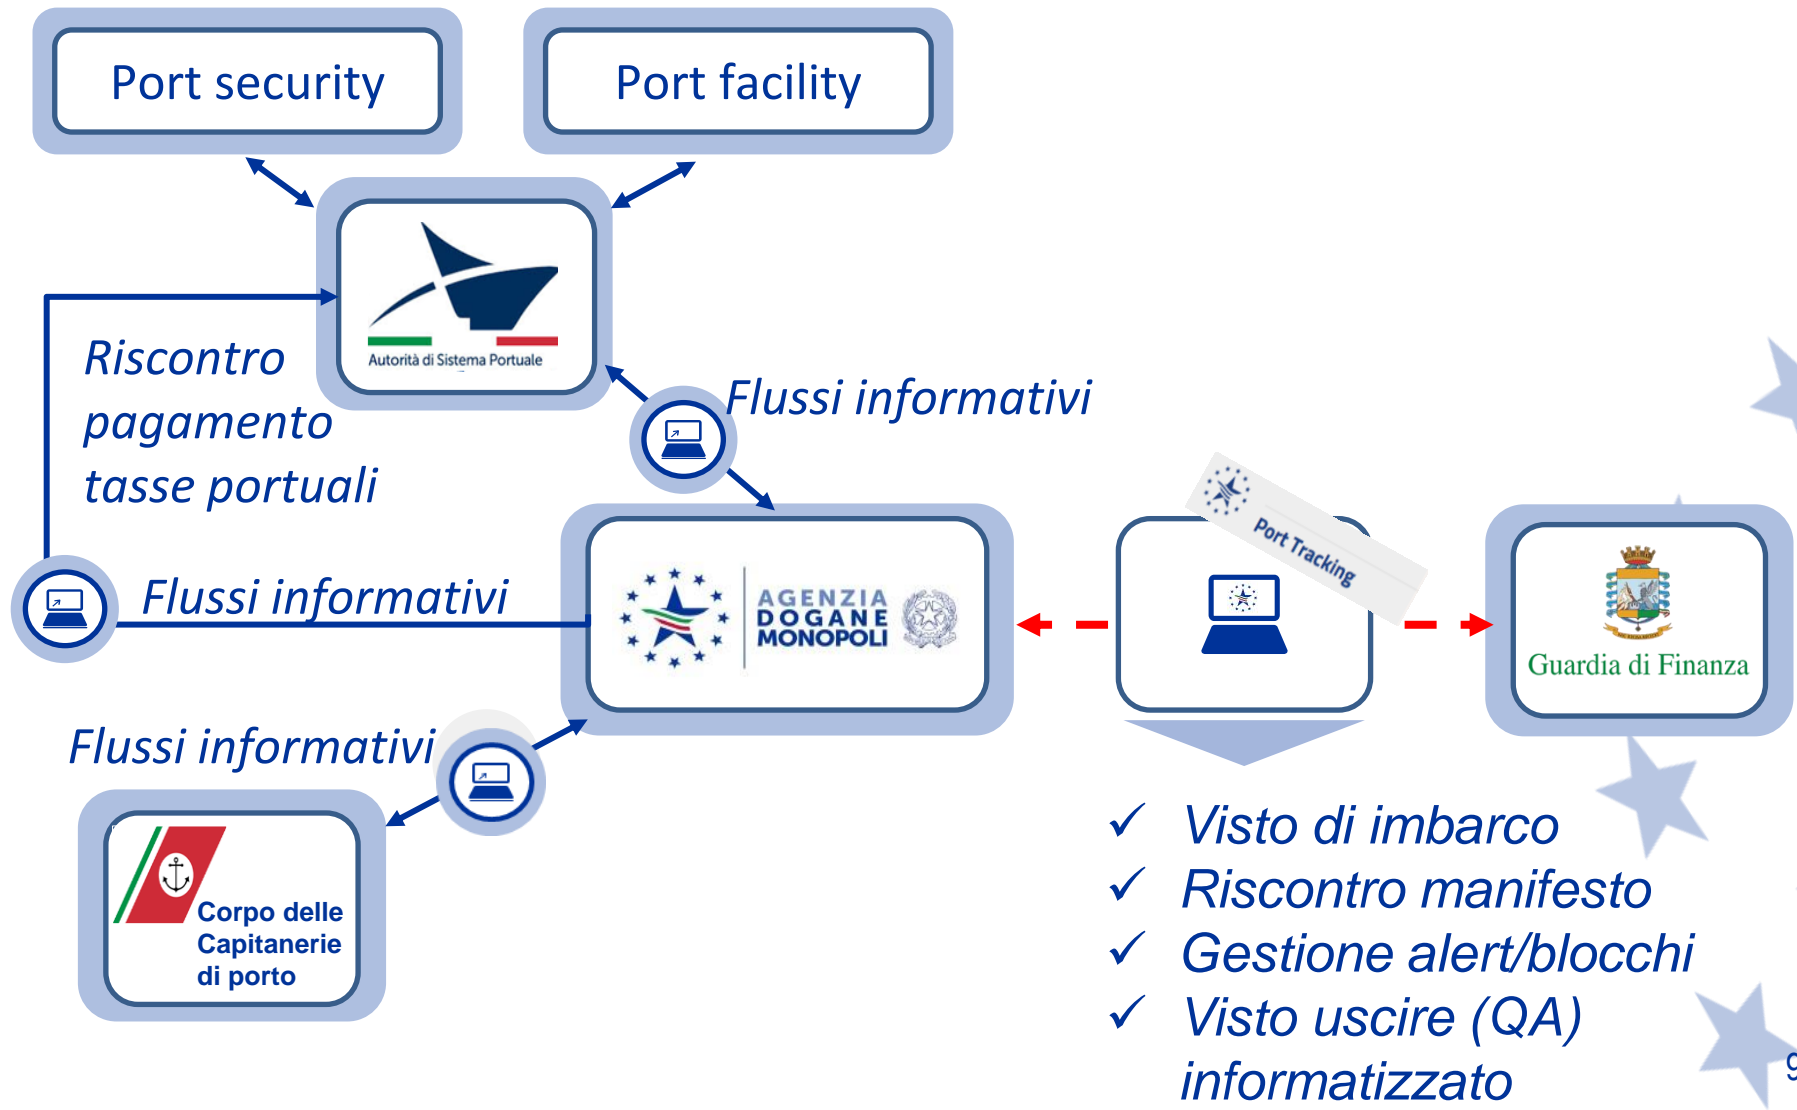 Port security
Port facility
Autorità di Sistema Portuale
Riscontro
pagamento
tasse portuali
Flussi informativi
Flussi informativi
AGENZIA
DOGANE
MONOPOLI
Port Tracking
Guardia di Finanza
Flussi informativi
Corpo delle
Capitanerie
di porto
✓ Visto di imbarco
✓ Riscontro manifesto
✓ Gestione alert/blocchi
✓ Visto uscire (QA)
informatizzato
9